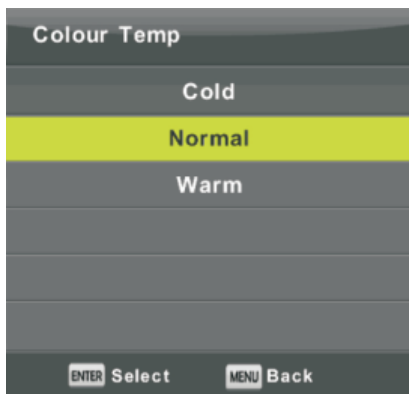 Colour Temp
Cold
Normal
Warm
ENTER Select MENU Back